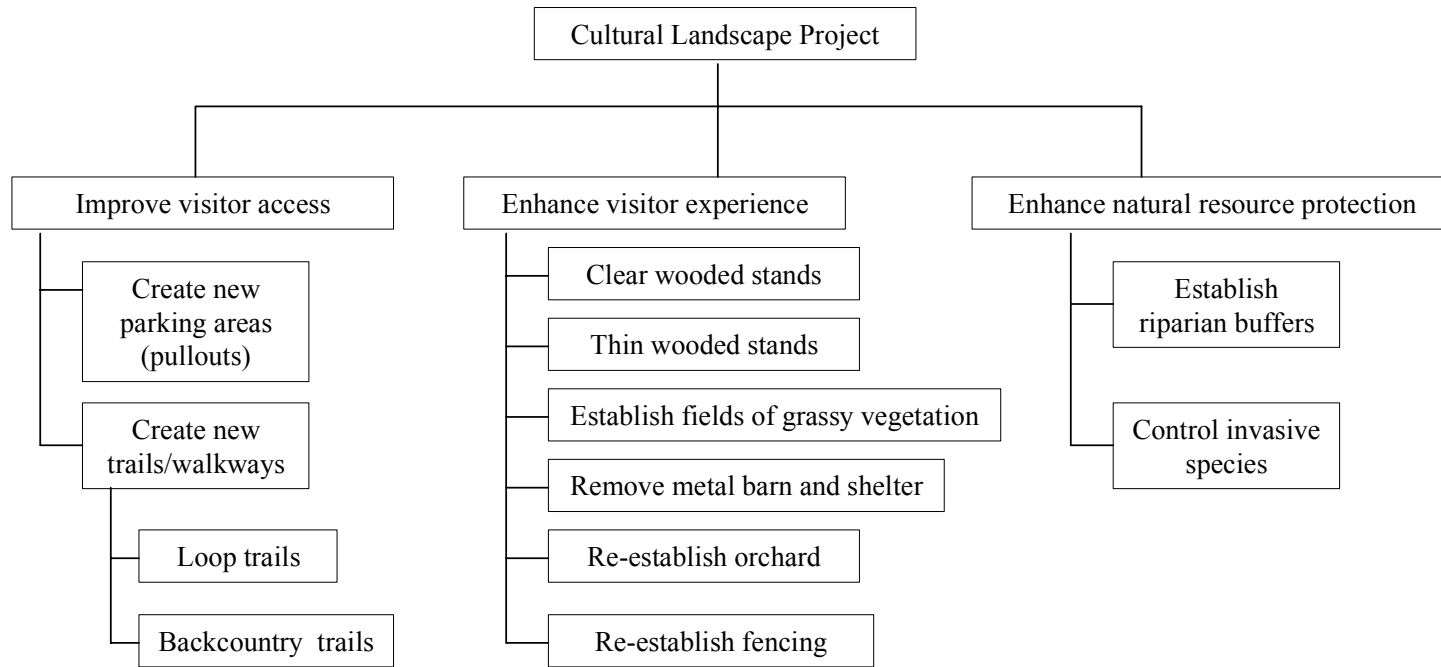 Cultural Landscape Project
Improve visitor access
Create new
parking areas
(pullouts)
Create new
trails/walkways
Loop trails
Backcountry trails
Enhance visitor experience
Clear wooded stands
Thin wooded stands
Establish fields of grassy vegetation
Remove metal barn and shelter
Re-establish orchard
Re-establish fencing
Enhance natural resource protection
Establish
riparian buffers
Control invasive
species